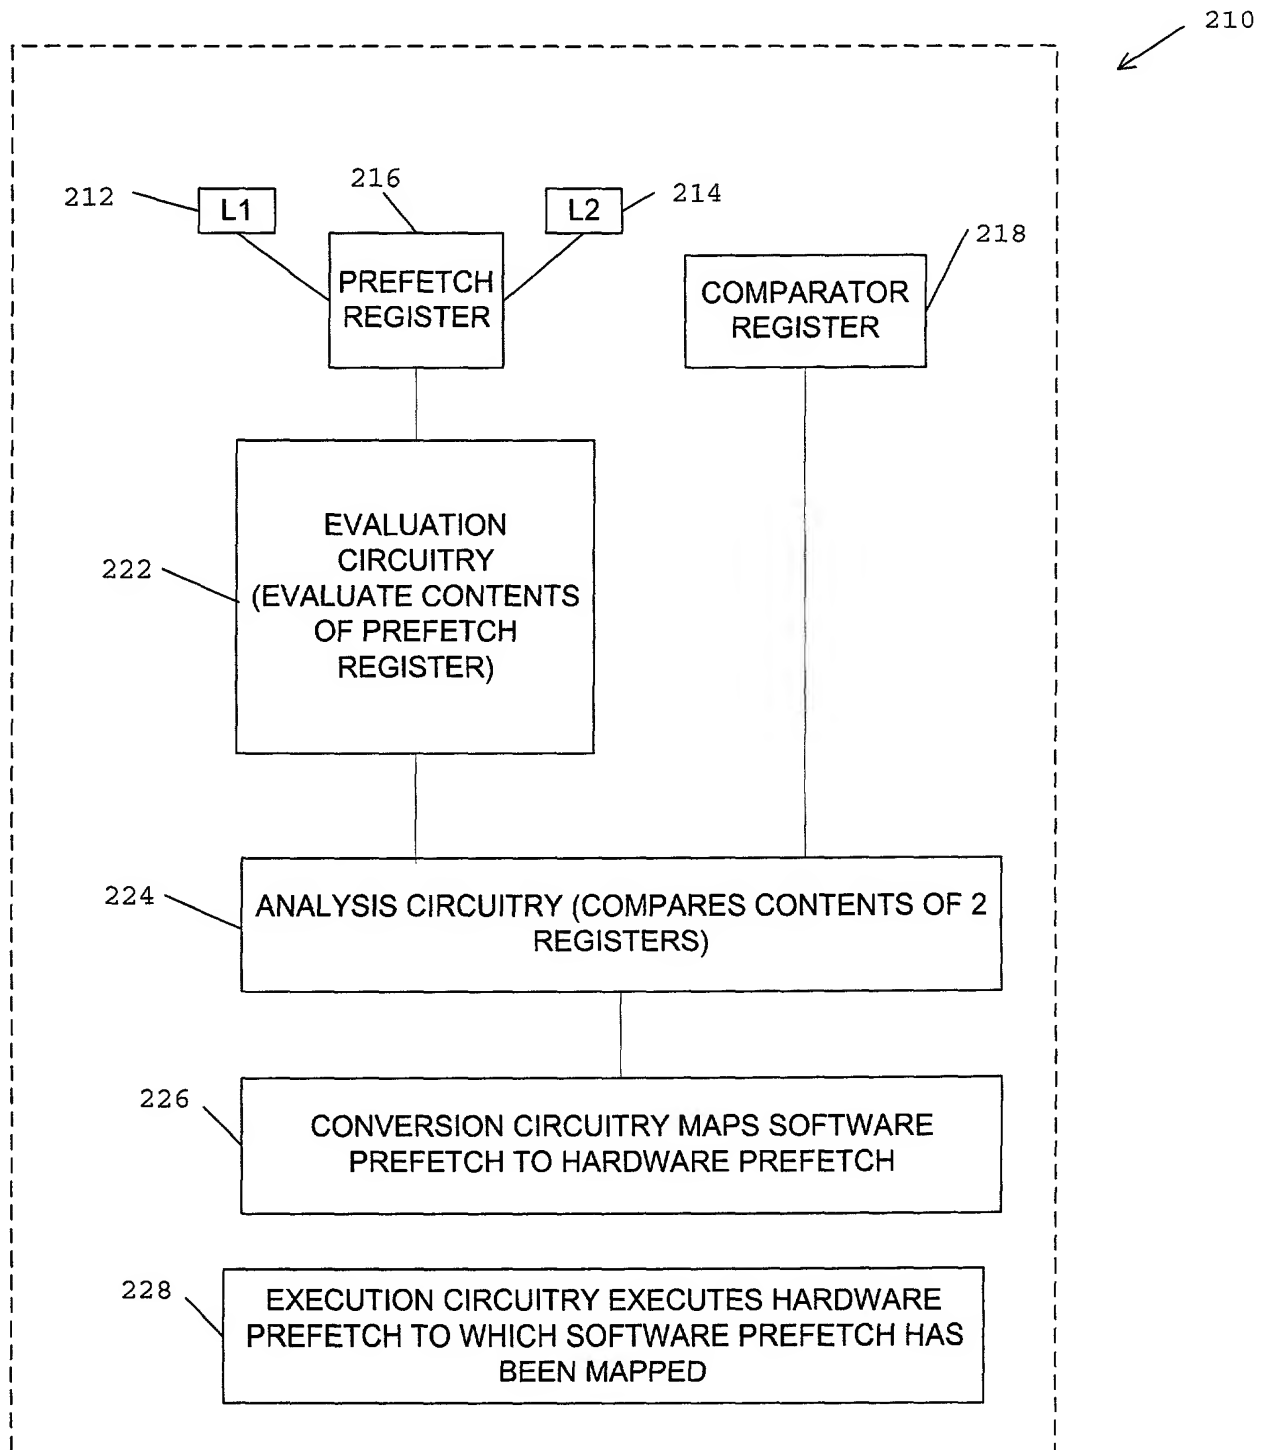 210
216
212
L1
L2
214
218
PREFETCH
REGISTER
COMPARATOR
REGISTER
222
EVALUATION
CIRCUITRY
(EVALUATE CONTENTS
OF PREFETCH
REGISTER)
224
ANALYSIS CIRCUITRY (COMPARES CONTENTS OF 2
REGISTERS)
226
CONVERSION CIRCUITRY MAPS SOFTWARE
PREFETCH TO HARDWARE PREFETCH
228
EXECUTION CIRCUITRY EXECUTES HARDWARE
PREFETCH TO WHICH SOFTWARE PREFETCH HAS
BEEN MAPPED